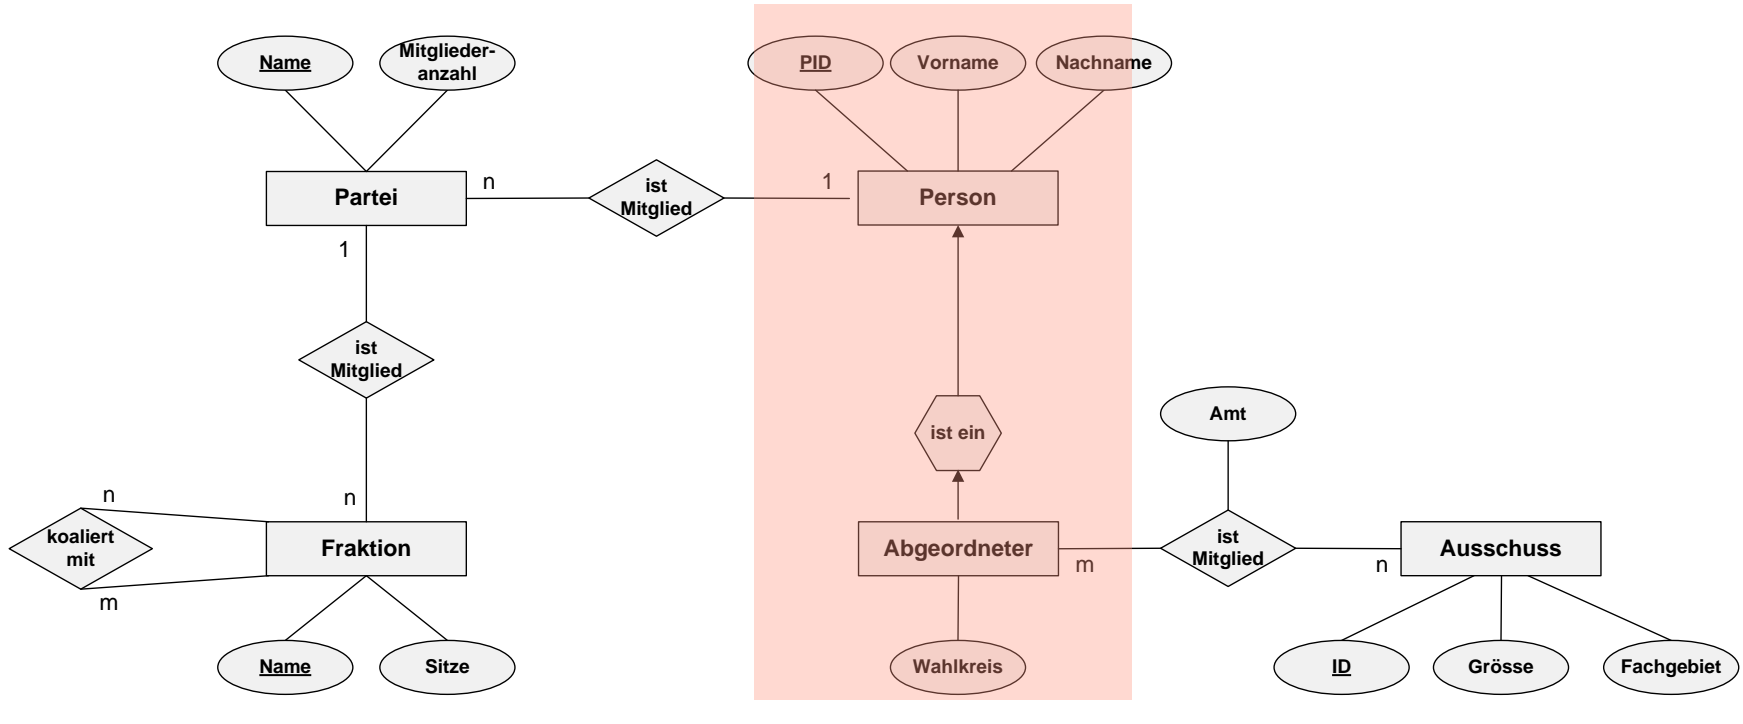 Name
Mitglieder-
anzahl
PID
Vorname
Nachname
Partei
n
ist
Mitglied
1
Person
1
ist
Mitglied
n
ist ein
Amt
n
koaliert
mit
m
Fraktion
Abgeordneter
m
ist
Mitglied
n
Ausschuss
Name
Sitze
Wahlkreis
ID
Grösse
Fachgebiet